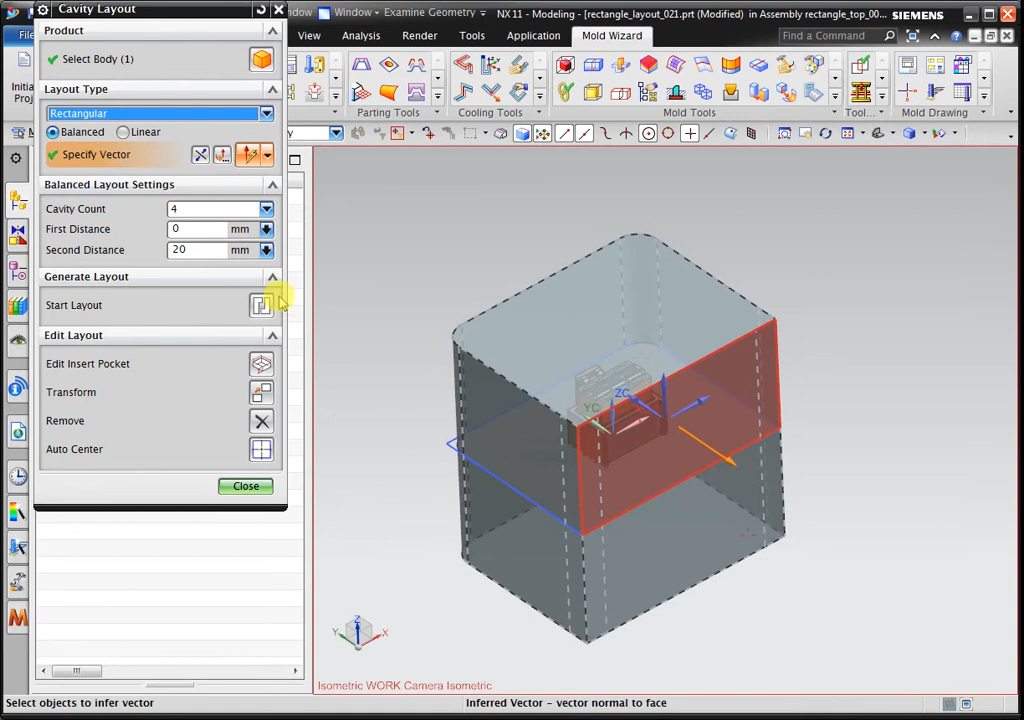 Cavity Layout
Window
Examine Geometry
NX 11 - Modeling - [rectangle_layout_021.prt (Modified) in Assembly rectangle_top_00...
SIEMENS
View
Analysis
Render
Tools
Application
Mold Wizard
Find a Command
Product
Select Body (1)
Layout Type
Rectangular
Balanced
Linear
Specify Vector
Balanced Layout Settings
Cavity Count
4
First Distance
0
mm
Second Distance
20
mm
Generate Layout
Start Layout
Edit Layout
Edit Insert Pocket
Transform
Remove
Auto Center
Close
Parting Tools
Cooling Tools
Mold Tools
Tool...
Layo...
Mold Drawing
ZC
YC
Z
Y
X
Isometric WORK Camera Isometric
Select objects to infer vector
Inferred Vector - vector normal to face